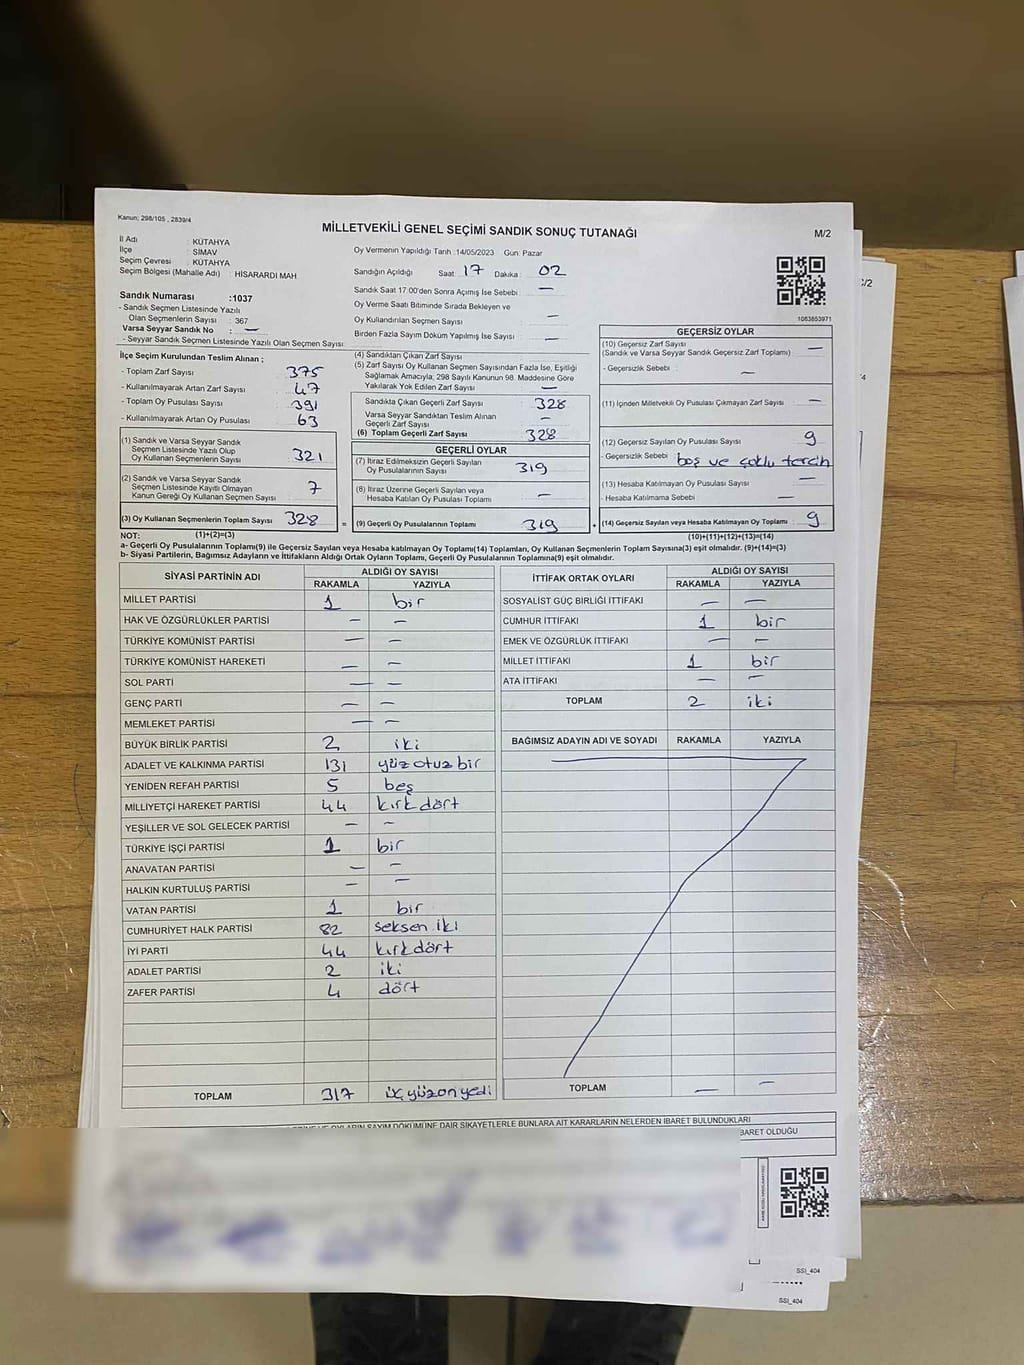 Kanun; 298/105 , 2839/4
MİLLETVEKİLİ GENEL SEÇİMİ SANDIK SONUÇ TUTANAĞI
M/2
İl Adı : KÜTAHYA
İlçe : SİMAV
Seçim Çevresi : KÜTAHYA
Seçim Bölgesi (Mahalle Adı) : HİSARARDI MAH
Sandık Numarası :1037
- Sandık Seçmen Listesinde Yazılı
Olan Seçmenlerin Sayısı : 367
Varsa Seyyar Sandık No : —
- Seyyar Sandık Seçmen Listesinde Yazılı Olan Seçmen Sayısı:
Oy Vermenin Yapıldığı Tarih :14/05/2023 Gün: Pazar
Sandığın Açıldığı Saat : 17 Dakika : 02
Sandık Saat 17:00'den Sonra Açılmış İse Sebebi : —
Oy Verme Saati Bitiminde Sırada Bekleyen ve
Oy Kullandırılan Seçmen Sayısı : —
Birden Fazla Sayım Döküm Yapılmış İse Sayısı : —
1063853971
İlçe Seçim Kurulundan Teslim Alınan ;
- Toplam Zarf Sayısı : 375
- Kullanılmayarak Artan Zarf Sayısı : 47
- Toplam Oy Pusulası Sayısı : 391
- Kullanılmayarak Artan Oy Pusulası : 63
(1) Sandık ve Varsa Seyyar Sandık
Seçmen Listesinde Yazılı Olup
Oy Kullanan Seçmenlerin Sayısı : 321
(2) Sandık ve Varsa Seyyar Sandık
Seçmen Listesinde Kayıtlı Olmayan
Kanun Gereği Oy Kullanan Seçmen Sayısı : 7
(3) Oy Kullanan Seçmenlerin Toplam Sayısı : 328
(1)+(2)=(3)
(4) Sandıktan Çıkan Zarf Sayısı
(5) Zarf Sayısı Oy Kullanan Seçmen Sayısından Fazla İse, Eşitliği
Sağlamak Amacıyla; 298 Sayılı Kanunun 98. Maddesine Göre
Yakılarak Yok Edilen Zarf Sayısı : —
Sandıkta Çıkan Geçerli Zarf Sayısı : 328
Varsa Seyyar Sandıktan Teslim Alınan
Geçerli Zarf Sayısı : —
(6) Toplam Geçerli Zarf Sayısı : 328
GEÇERLİ OYLAR
(7) İtiraz Edilmeksizin Geçerli Sayılan
Oy Pusulalarının Sayısı : 319
(8) İtiraz Üzerine Geçerli Sayılan veya
Hesaba Katılan Oy Pusulası Toplamı : —
= (9) Geçerli Oy Pusulalarının Toplamı : 319
GEÇERSİZ OYLAR
(10) Geçersiz Zarf Sayısı : —
(Sandık ve Varsa Seyyar Sandık Geçersiz Zarf Toplamı)
- Geçersizlik Sebebi : —
(11) İçinden Milletvekili Oy Pusulası Çıkmayan Zarf Sayısı : —
(12) Geçersiz Sayılan Oy Pusulası Sayısı : 9
- Geçersizlik Sebebi : boş ve çoklu tercih
(13) Hesaba Katılmayan Oy Pusulası Sayısı : —
- Hesaba Katılmama Sebebi : —
+ (14) Geçersiz Sayılan veya Hesaba Katılmayan Oy Toplamı : 9
(10)+(11)+(12)+(13)=(14)
NOT:
a- Geçerli Oy Pusulalarının Toplamı(9) ile Geçersiz Sayılan veya Hesaba katılmayan Oy Toplamı(14) Toplamları, Oy Kullanan Seçmenlerin Toplam Sayısına(3) eşit olmalıdır. (9)+(14)=(3)
b- Siyasi Partilerin, Bağımsız Adayların ve İttifakların Aldığı Ortak Oyların Toplamı, Geçerli Oy Pusulalarının Toplamına(9) eşit olmalıdır.
SİYASİ PARTİNİN ADI ALDIĞI OY SAYISI
RAKAMLA YAZIYLA
MİLLET PARTİSİ 1 bir
HAK VE ÖZGÜRLÜKLER PARTİSİ — —
TÜRKİYE KOMÜNİST PARTİSİ — —
TÜRKİYE KOMÜNİST HAREKETİ — —
SOL PARTİ — —
GENÇ PARTİ — —
MEMLEKET PARTİSİ — —
BÜYÜK BİRLİK PARTİSİ 2 iki
ADALET VE KALKINMA PARTİSİ 131 yüz otuz bir
YENİDEN REFAH PARTİSİ 5 beş
MİLLİYETÇİ HAREKET PARTİSİ 44 kırk dört
YEŞİLLER VE SOL GELECEK PARTİSİ — —
TÜRKİYE İŞÇİ PARTİSİ 1 bir
ANAVATAN PARTİSİ — —
HALKIN KURTULUŞ PARTİSİ — —
VATAN PARTİSİ 1 bir
CUMHURİYET HALK PARTİSİ 82 seksen iki
İYİ PARTİ 44 kırk dört
ADALET PARTİSİ 2 iki
ZAFER PARTİSİ 4 dört
TOPLAM 317 üç yüz on yedi
İTTİFAK ORTAK OYLARI ALDIĞI OY SAYISI
RAKAMLA YAZIYLA
SOSYALİST GÜÇ BİRLİĞİ İTTİFAKI — —
CUMHUR İTTİFAKI 1 bir
EMEK VE ÖZGÜRLÜK İTTİFAKI — —
MİLLET İTTİFAKI 1 bir
ATA İTTİFAKI — —
TOPLAM 2 iki
BAĞIMSIZ ADAYIN ADI VE SOYADI RAKAMLA YAZIYLA
TOPLAM — —
OYLARIN SAYIM DÖKÜMÜNE DAİR ŞİKAYETLERLE BUNLARA AİT KARARLARIN NELERDEN İBARET BULUNDUKLARI
İBARET OLDUĞU
SSİ_404
SSİ_404